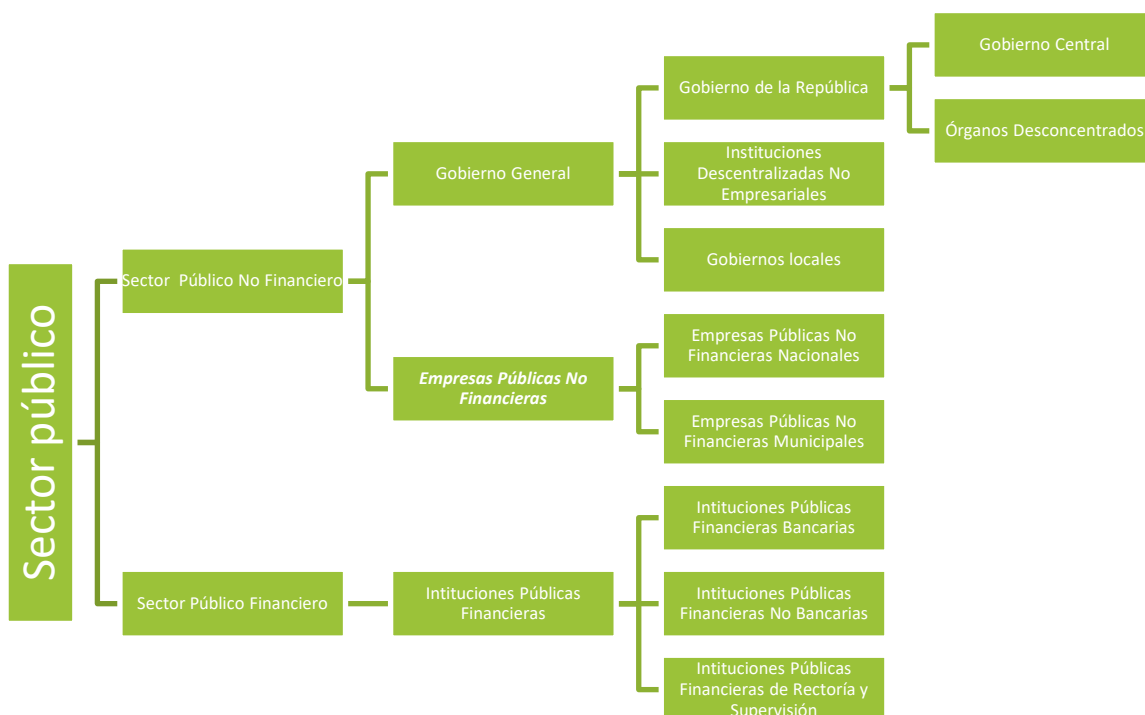 Sector público
Sector Público No Financiero
Gobierno General
Gobierno de la República
Gobierno Central
Órganos Desconcentrados
Instituciones
Descentralizadas No
Empresariales
Gobiernos locales
Empresas Públicas No
Financieras
Empresas Públicas No
Financieras Nacionales
Empresas Públicas No
Financieras Municipales
Sector Público Financiero
Intituciones Públicas
Financieras
Intituciones Públicas
Financieras Bancarias
Intituciones Públicas
Financieras No Bancarias
Intituciones Públicas
Financieras de Rectoría y
Supervisión